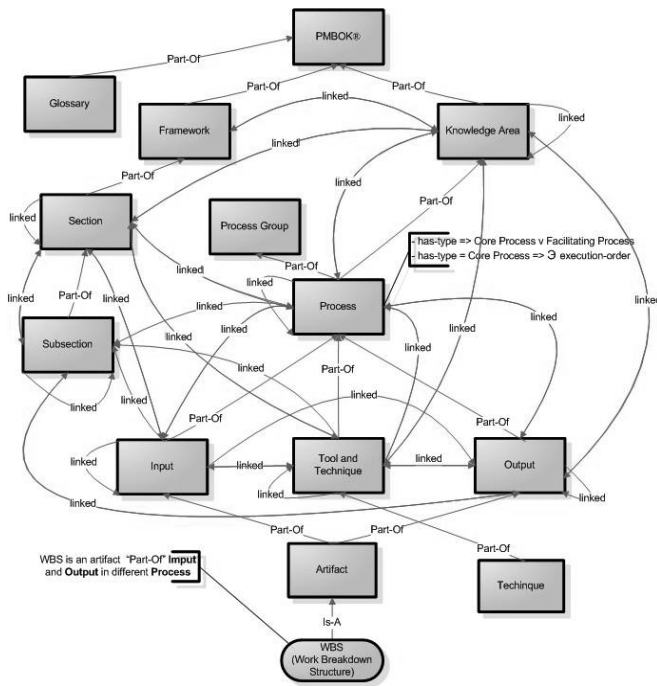 PMBOK®
Part-Of
Part-Of
Part-Of
Glossary
linked
linked
Framework
Knowledge Area
linked
Part-Of
linked
Part-Of
linked
Section
Process Group
- has-type => Core Process v Facilitating Process
- has-type = Core Process => Э execution-order
Part-Of
linked
linked
linked
linked
linked
Part-Of
linked
Process
linked
Subsection
linked
linked
linked
linked
linked
Part-Of
Part-Of
Part-Of
linked
Input
linked
Tool and
Technique
linked
Output
linked
linked
linked
Part-Of
Part-Of
Part-Of
WBS is an artifact "Part-Of" Input
and Output in different Process
Artifact
Techinque
Is-A
WBS
(Work Breakdown
Structure)